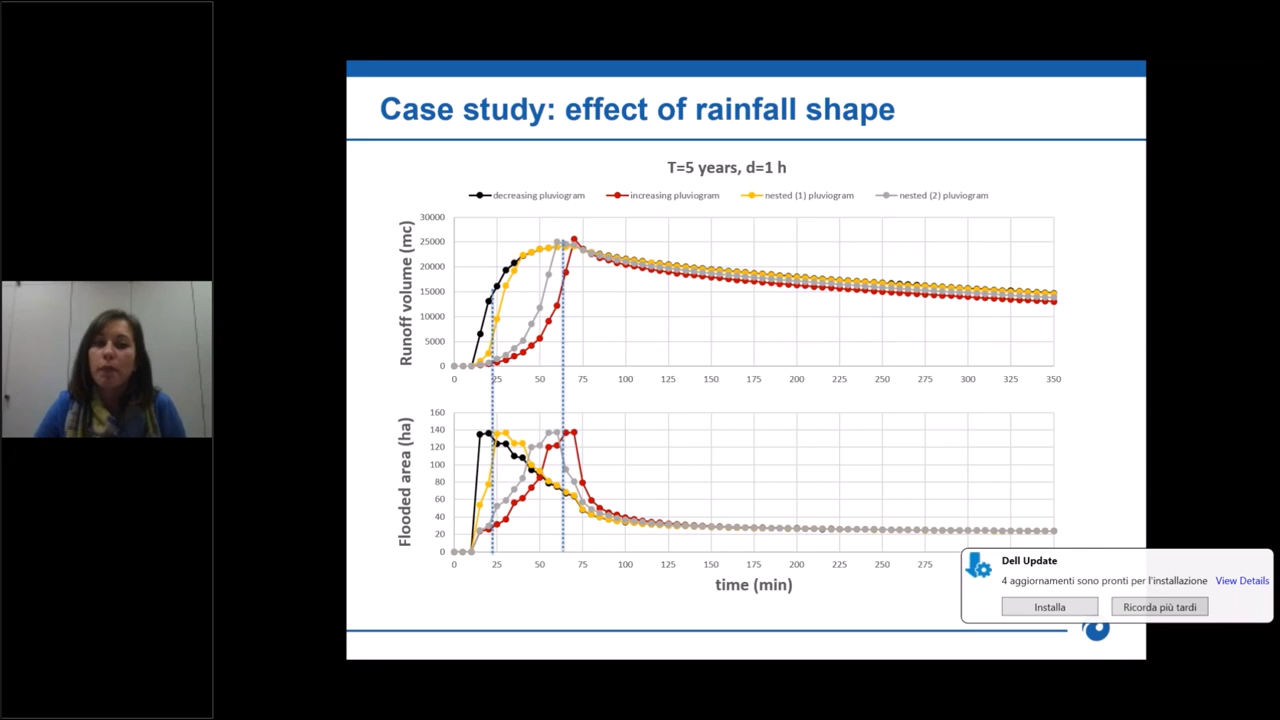 Case study: effect of rainfall shape
T=5 years, d=1 h
decreasing pluviogram increasing pluviogram nested (1) pluviogram nested (2) pluviogram
Runoff volume (mc)
30000
25000
20000
15000
10000
5000
0
0 25 50 75 100 125 150 175 200 225 250 275 300 325 350
Flooded area (ha)
160
140
120
100
80
60
40
20
0
0 25 50 75 100 125 150 175 200 225 250 275
time (min)
Dell Update
4 aggiornamenti sono pronti per l'installazione View Details
Installa Ricorda più tardi